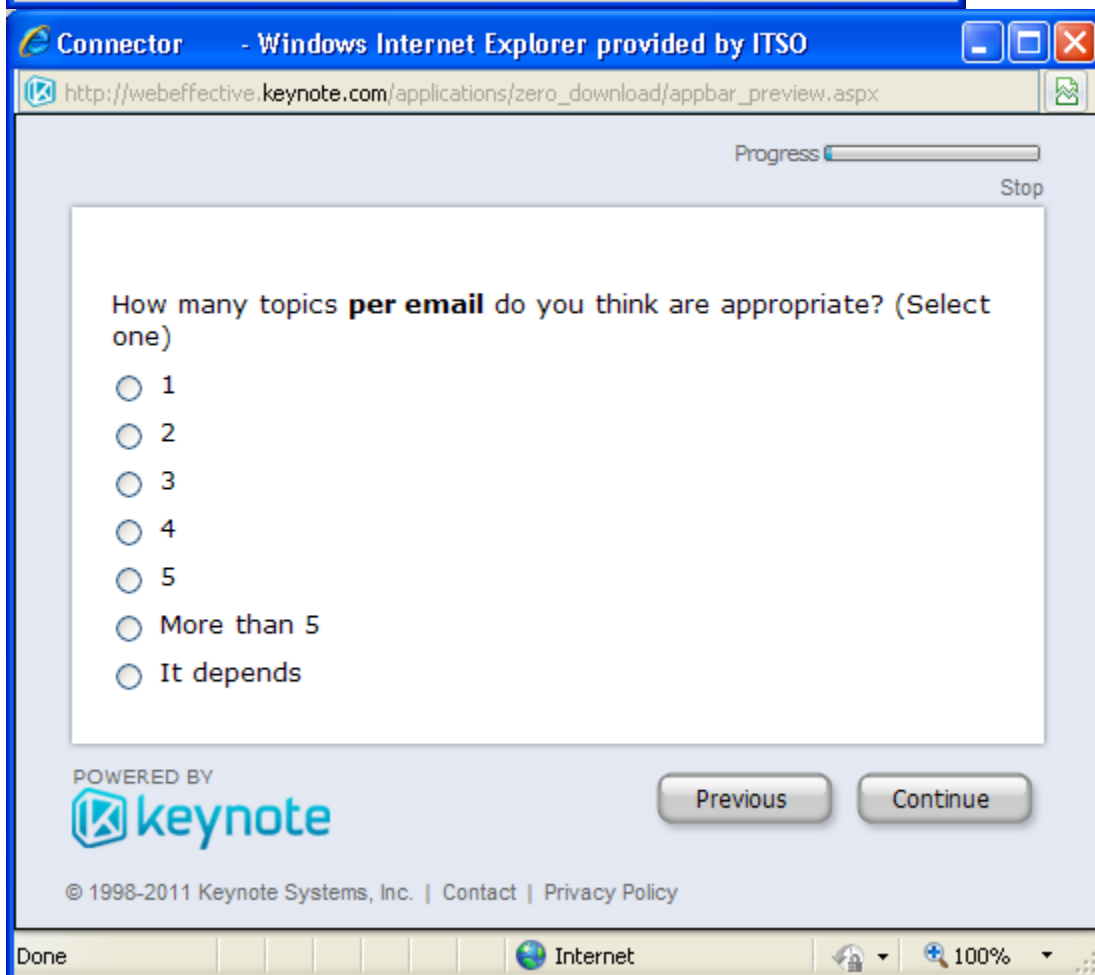 Connector - Windows Internet Explorer provided by ITSO
http://webeffective.keynote.com/applications/zero_download/appbar_preview.aspx
Progress
Stop
How many topics per email do you think are appropriate? (Select
one)
1
2
3
4
5
More than 5
It depends
POWERED BY
keynote
Previous
Continue
© 1998-2011 Keynote Systems, Inc. | Contact | Privacy Policy
Done
Internet
100%